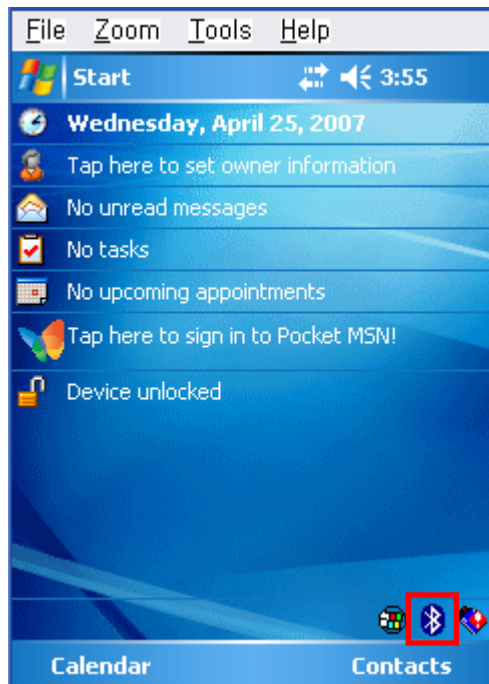 File Zoom Tools Help
Start 3:55
Wednesday, April 25, 2007
Tap here to set owner information
No unread messages
No tasks
No upcoming appointments
Tap here to sign in to Pocket MSN!
Device unlocked
Calendar Contacts